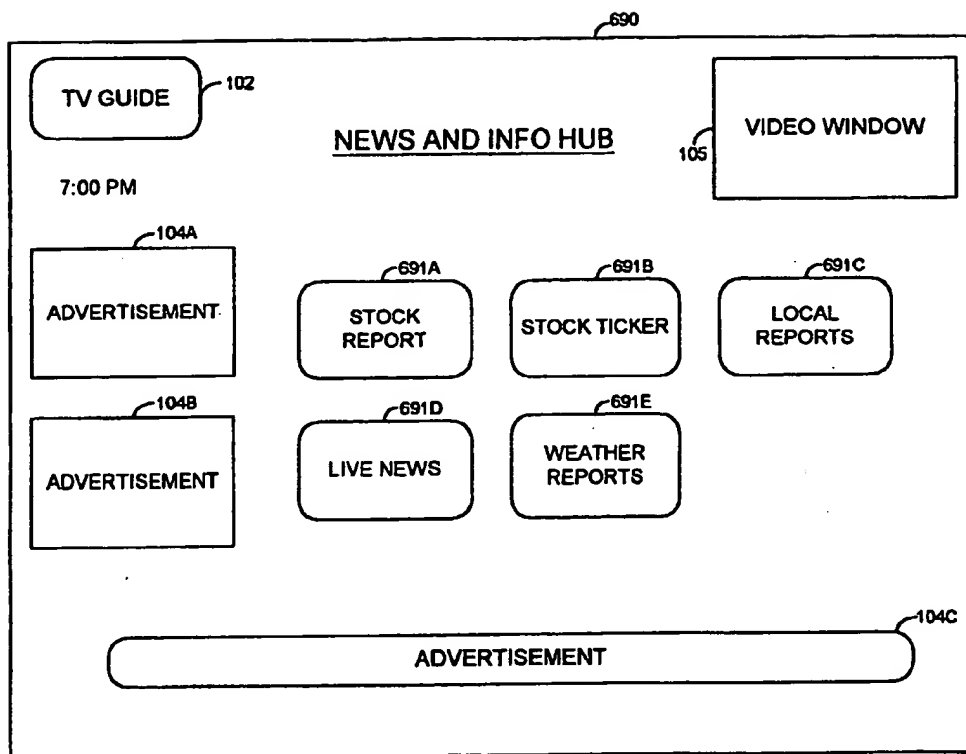 690
TV GUIDE
102
NEWS AND INFO HUB
105
VIDEO WINDOW
7:00 PM
104A
ADVERTISEMENT
691A
STOCK
REPORT
691B
STOCK TICKER
691C
LOCAL
REPORTS
104B
ADVERTISEMENT
691D
LIVE NEWS
691E
WEATHER
REPORTS
104C
ADVERTISEMENT